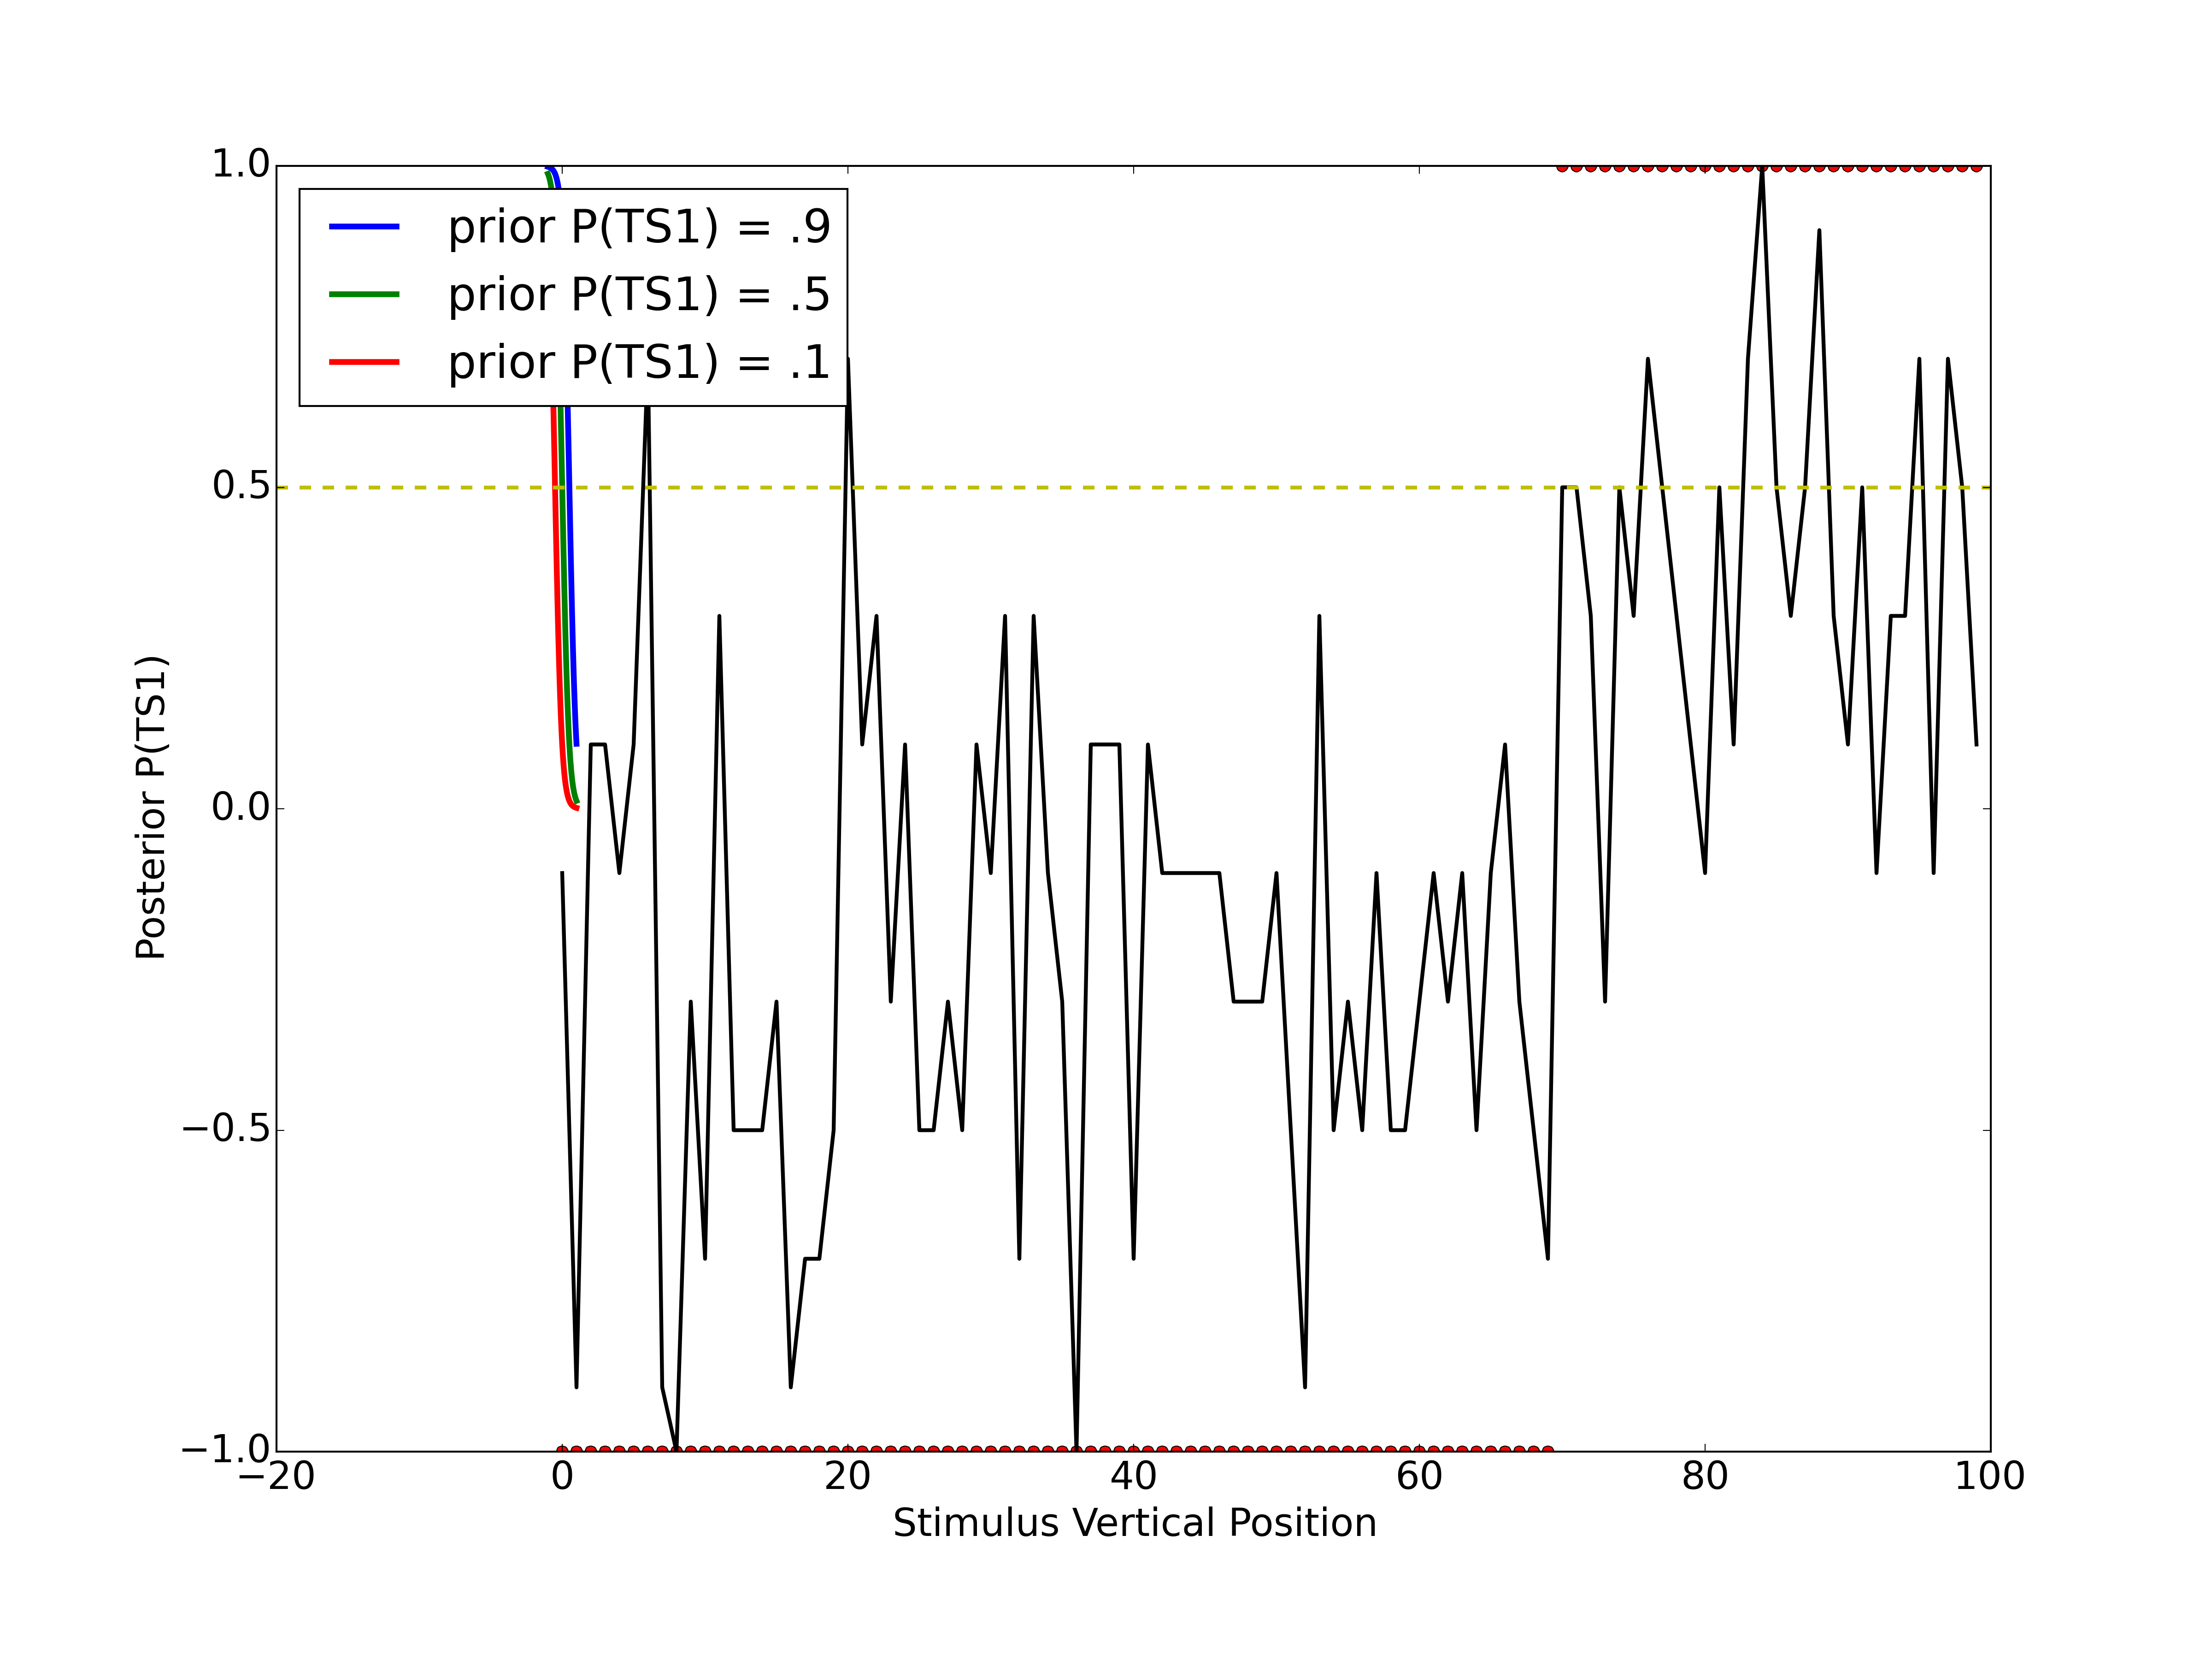 1.0
0.5
0.0
−0.5
−1.0
Posterior P(TS1)
prior P(TS1) = .9
prior P(TS1) = .5
prior P(TS1) = .1
−20 0 20 40 60 80 100
Stimulus Vertical Position